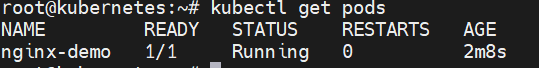 root@kubernetes:~# kubectl get pods
NAME READY STATUS RESTARTS AGE
nginx-demo 1/1 Running 0 2m8s